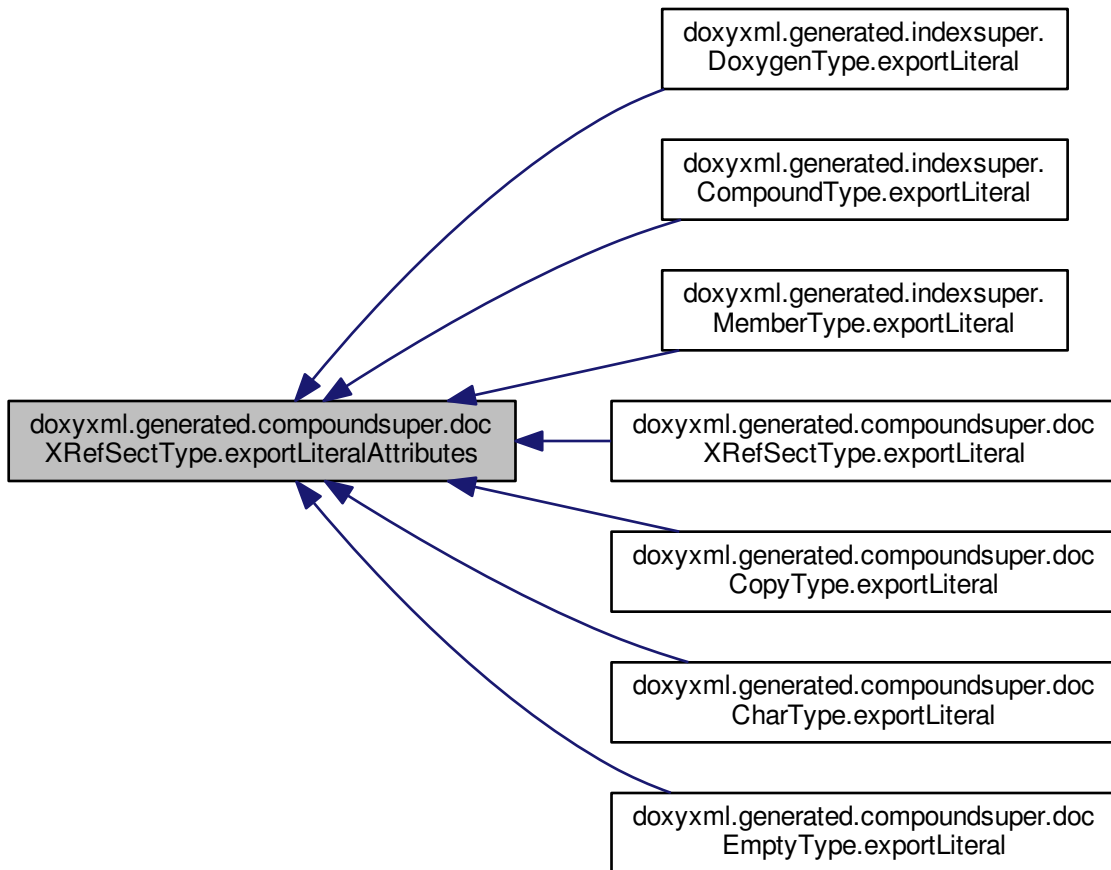 doxyxml.generated.indexsuper.
DoxygenType.exportLiteral
doxyxml.generated.indexsuper.
CompoundType.exportLiteral
doxyxml.generated.indexsuper.
MemberType.exportLiteral
doxyxml.generated.compoundsuper.doc
XRefSectType.exportLiteralAttributes
doxyxml.generated.compoundsuper.doc
XRefSectType.exportLiteral
doxyxml.generated.compoundsuper.doc
CopyType.exportLiteral
doxyxml.generated.compoundsuper.doc
CharType.exportLiteral
doxyxml.generated.compoundsuper.doc
EmptyType.exportLiteral